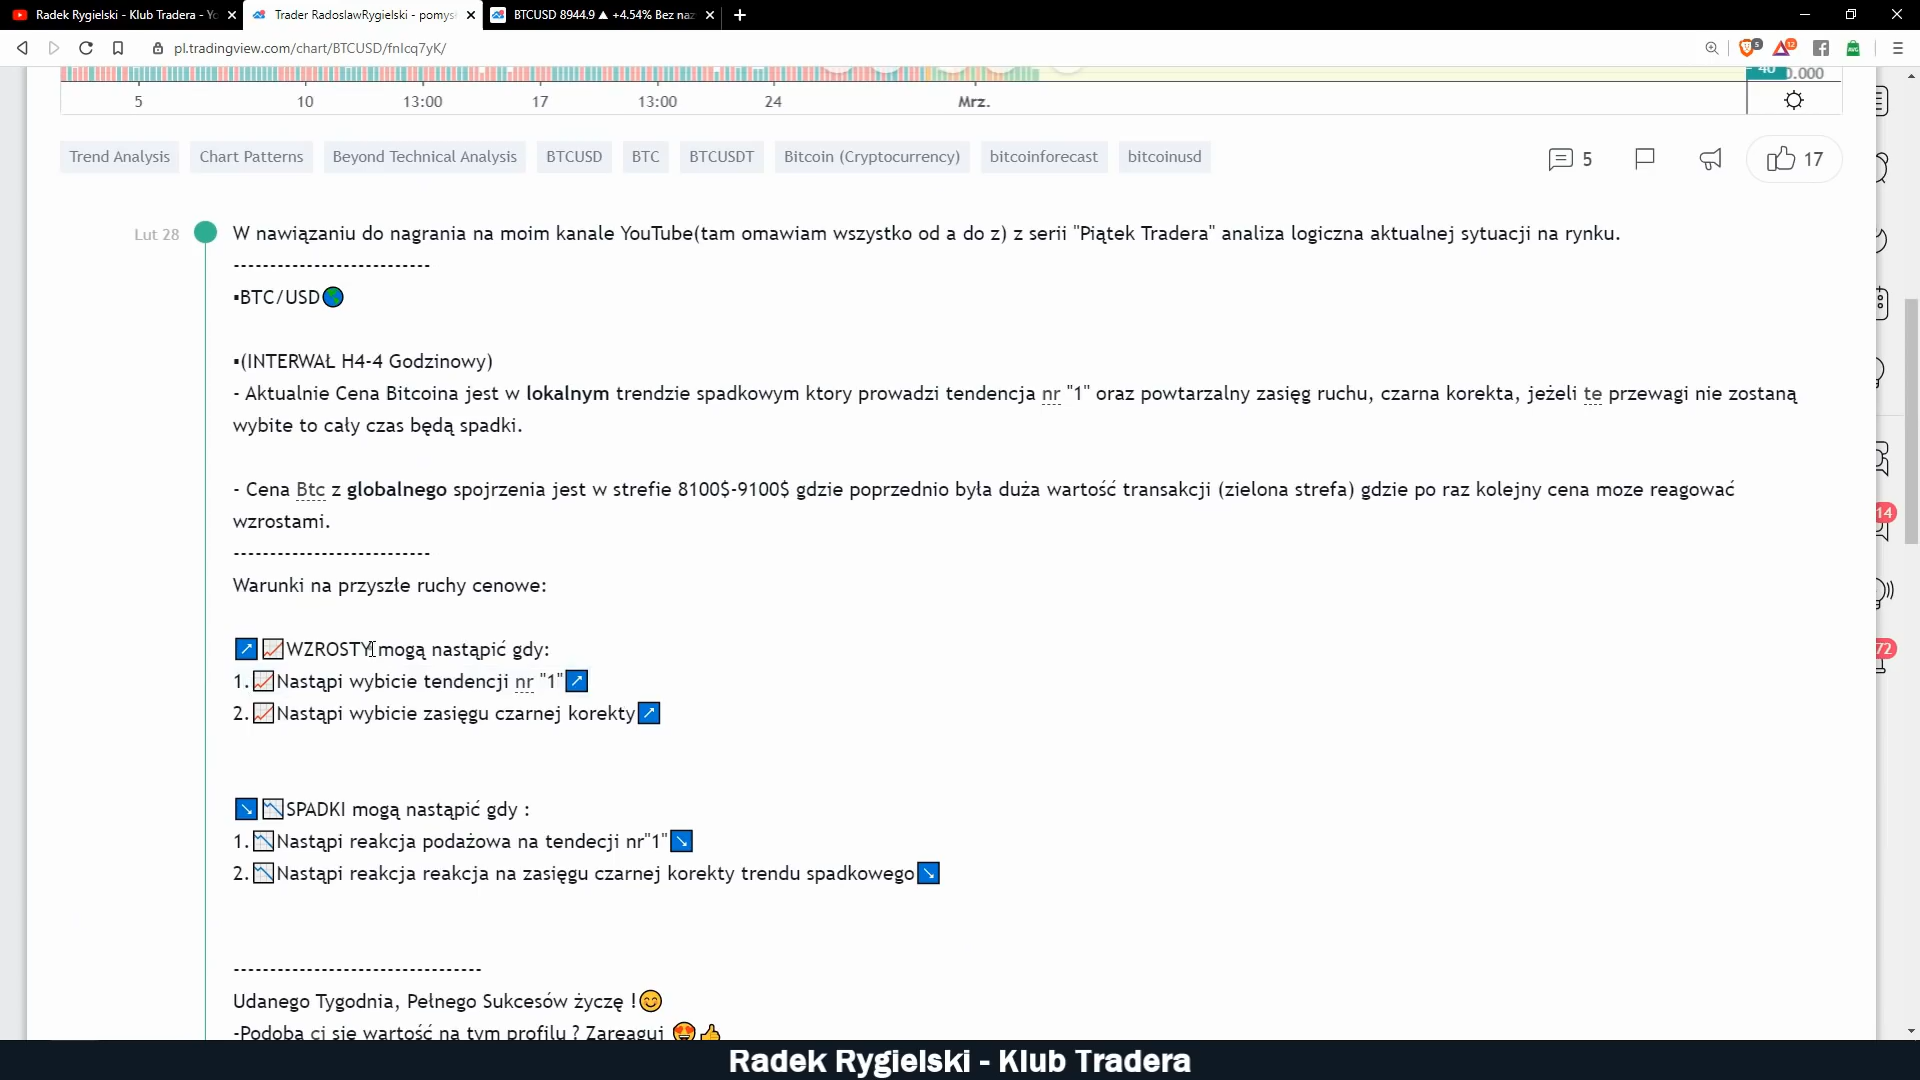 Radek Rygielski - Klub Tradera - Yo
Trader RadoslawRygielski - pomys
BTCUSD 8944.9 ▲ +4.54% Bez naz
pl.tradingview.com/chart/BTCUSD/fnIcq7yK/
5 10 13:00 17 13:00 24 Mrz.
Trend Analysis Chart Patterns Beyond Technical Analysis BTCUSD BTC BTCUSDT Bitcoin (Cryptocurrency) bitcoinforecast bitcoinusd 5 17
Lut 28
W nawiązaniu do nagrania na moim kanale YouTube(tam omawiam wszystko od a do z) z serii "Piątek Tradera" analiza logiczna aktualnej sytuacji na rynku.
---------------------------
▪BTC/USD🌎
▪(INTERWAŁ H4-4 Godzinowy)
- Aktualnie Cena Bitcoina jest w lokalnym trendzie spadkowym ktory prowadzi tendencja nr "1" oraz powtarzalny zasięg ruchu, czarna korekta, jeżeli te przewagi nie zostaną
wybite to cały czas będą spadki.
- Cena Btc z globalnego spojrzenia jest w strefie 8100$-9100$ gdzie poprzednio była duża wartość transakcji (zielona strefa) gdzie po raz kolejny cena moze reagować
wzrostami.
---------------------------
Warunki na przyszłe ruchy cenowe:
↗📈WZROSTY mogą nastąpić gdy:
1.📈Nastąpi wybicie tendencji nr "1"↗
2.📈Nastąpi wybicie zasięgu czarnej korekty↗
↘📉SPADKI mogą nastąpić gdy :
1.📉Nastąpi reakcja podażowa na tendecji nr"1"↘
2.📉Nastąpi reakcja reakcja na zasięgu czarnej korekty trendu spadkowego↘
----------------------------------
Udanego Tygodnia, Pełnego Sukcesów życzę !😊
-Podoba ci się wartość na tym profilu ? Zareaguj 😍👍
14
72
Radek Rygielski - Klub Tradera